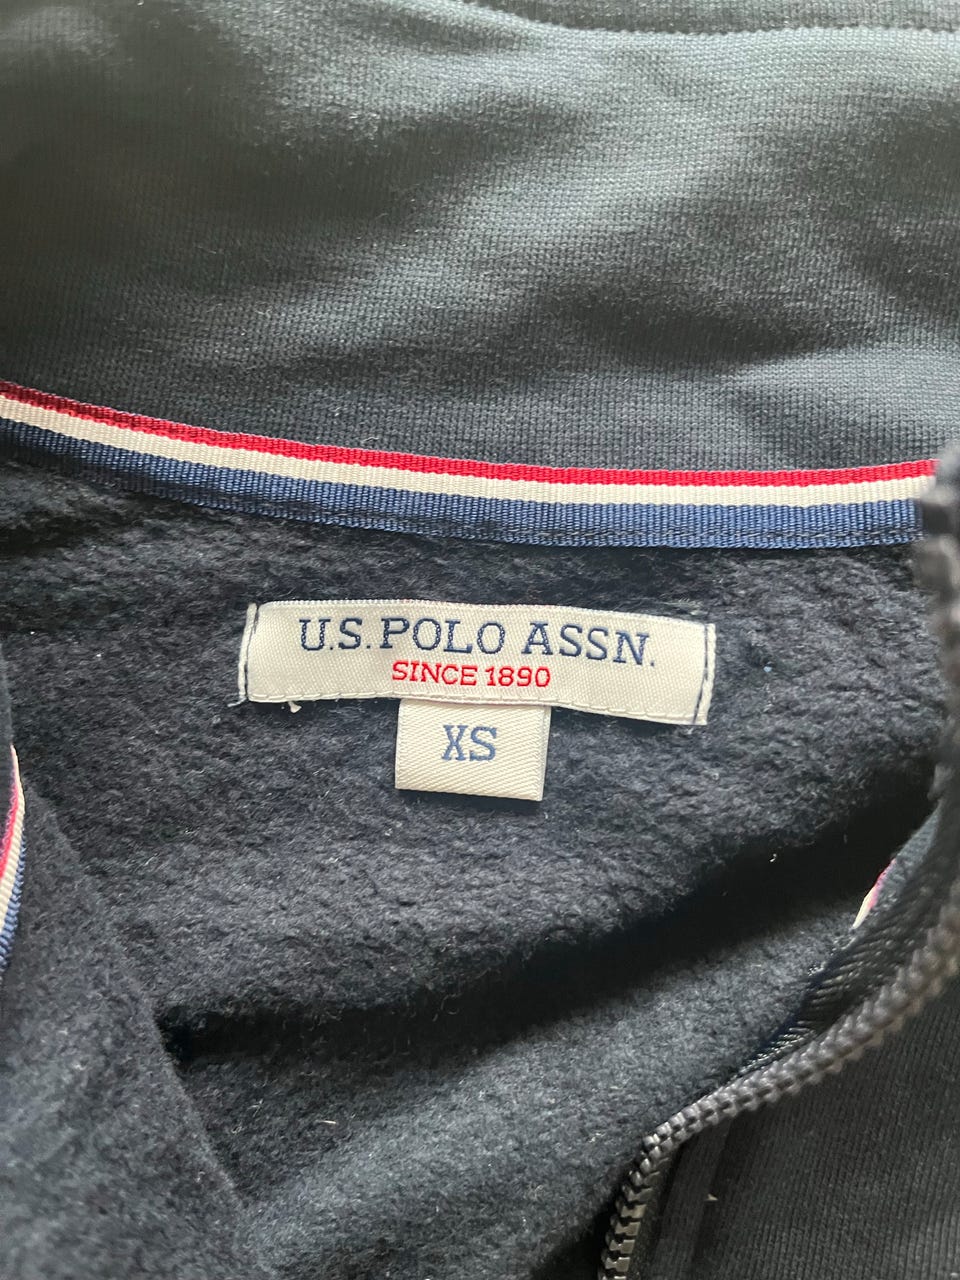 U.S. POLO ASSN.
SINCE 1890
XS